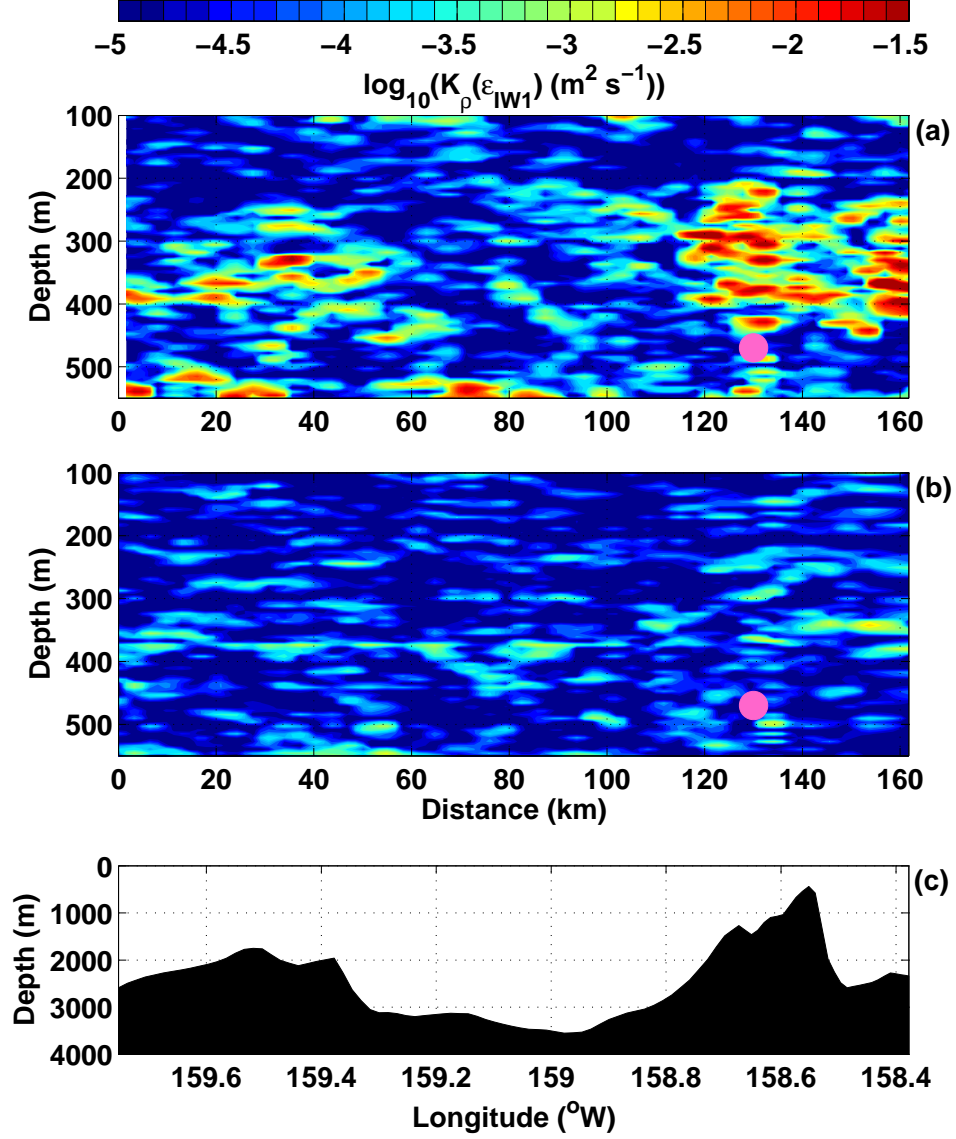 −5 −4.5 −4 −3.5 −3 −2.5 −2 −1.5
log₁₀(K_ρ(ε_IW1) (m² s⁻¹))
(a)
Depth (m)
100
200
300
400
500
0 20 40 60 80 100 120 140 160
(b)
Depth (m)
100
200
300
400
500
0 20 40 60 80 100 120 140 160
Distance (km)
(c)
Depth (m)
0
1000
2000
3000
4000
159.6 159.4 159.2 159 158.8 158.6 158.4
Longitude (°W)